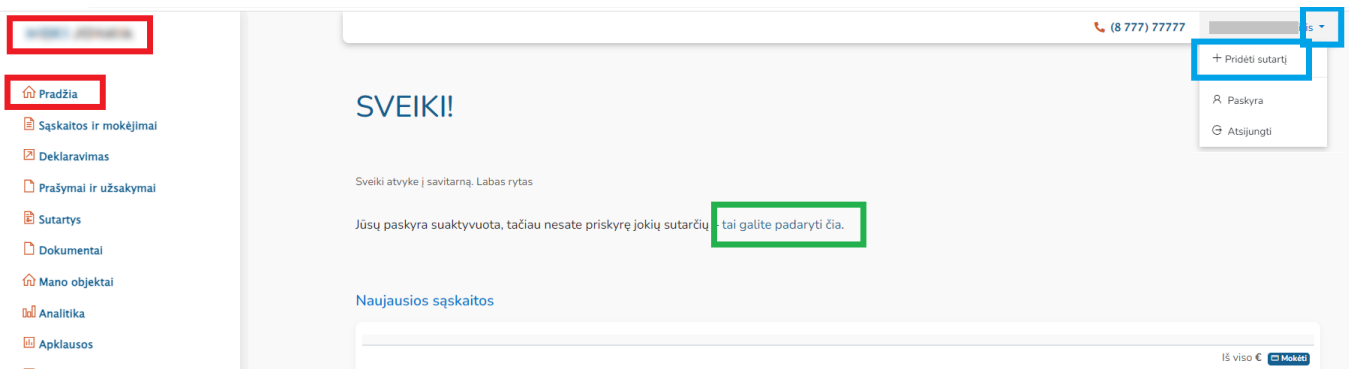 (8 777) 77777
Pridėti sutartį
Paskyra
Atsijungti
Pradžia
Sąskaitos ir mokėjimai
Deklaravimas
Prašymai ir užsakymai
Sutartys
Dokumentai
Mano objektai
Analitika
Apklausos
SVEIKI!
Sveiki atvykę į savitarną. Labas rytas
Jūsų paskyra suaktyvuota, tačiau nesate priskyrę jokių sutarčių - tai galite padaryti čia.
Naujausios sąskaitos
Iš viso € Mokėti